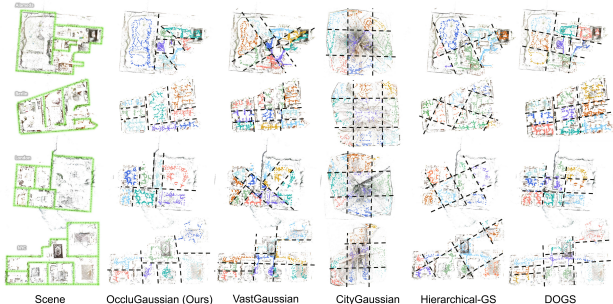 Alameda
Berlin
London
NYC
Scene OccluGaussian (Ours) VastGaussian CityGaussian Hierarchical-GS DOGS